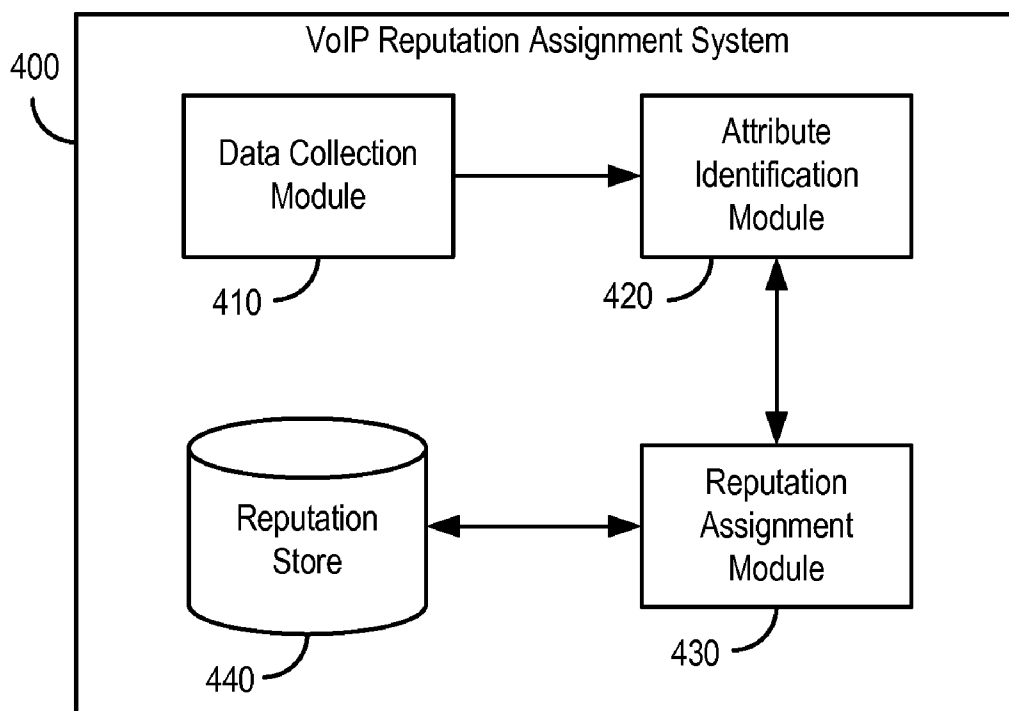 VoIP Reputation Assignment System
400
Data Collection
Module
410
Attribute
Identification
Module
420
Reputation
Store
440
Reputation
Assignment
Module
430